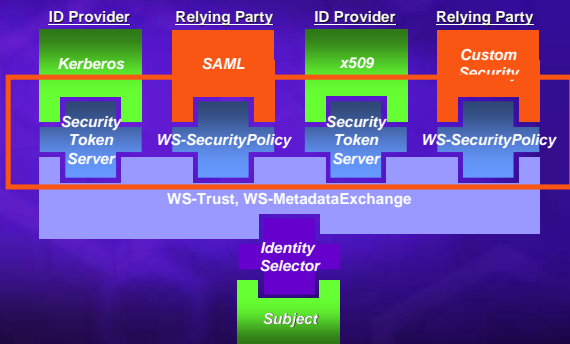 ID Provider Relying Party ID Provider Relying Party
Kerberos SAML x509 Custom
Security
Security
Token
Server
WS-SecurityPolicy
Security
Token
Server
WS-SecurityPolicy
WS-Trust, WS-MetadataExchange
Identity
Selector
Subject